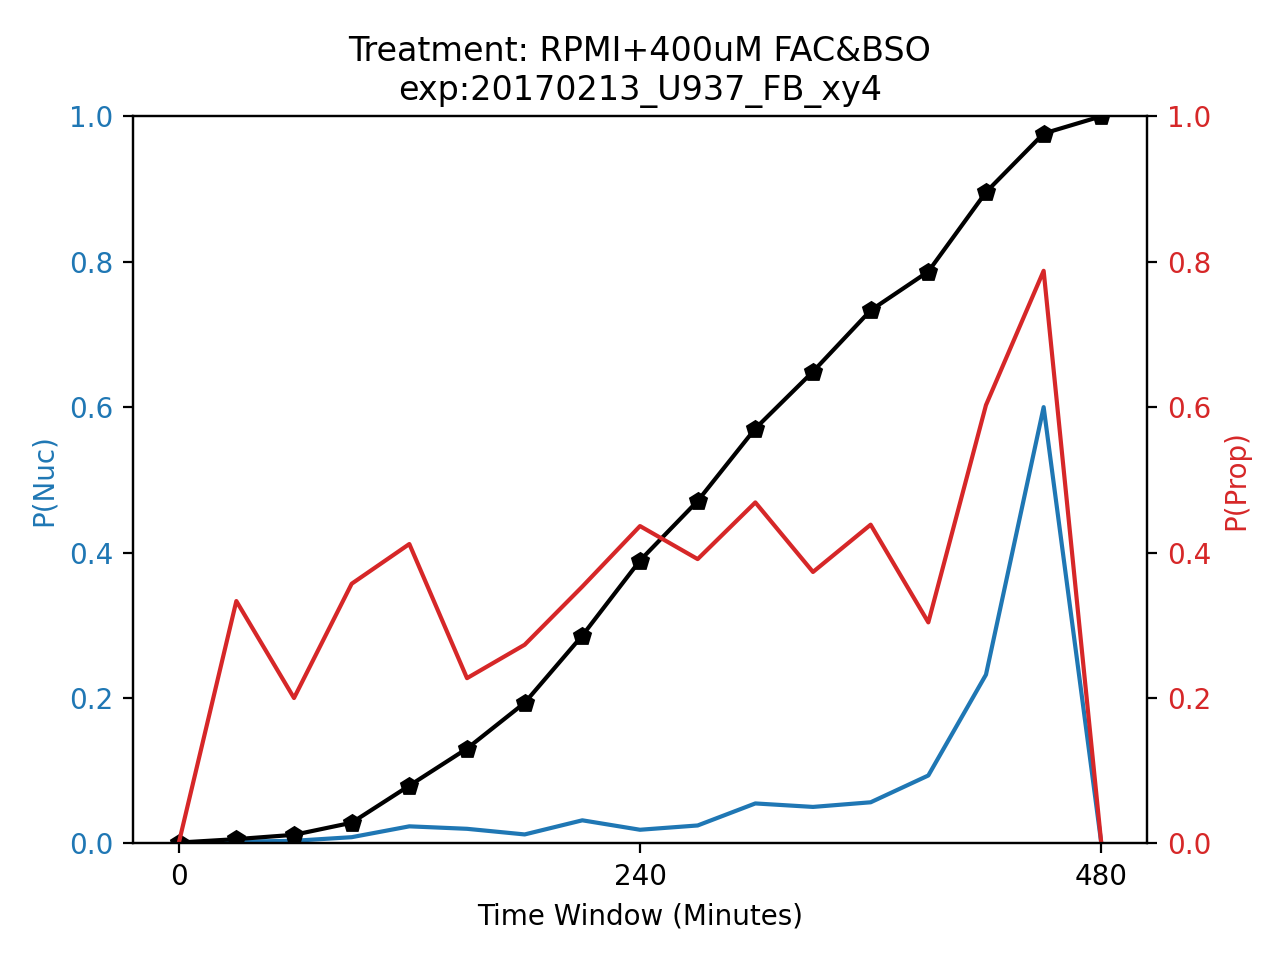 Treatment: RPMI+400uM FAC&BSO
exp:20170213_U937_FB_xy4
1.0
0.8
0.6
0.4
0.2
0.0
P(Nuc)
1.0
0.8
0.6
0.4
0.2
0.0
P(Prop)
0 240 480
Time Window (Minutes)